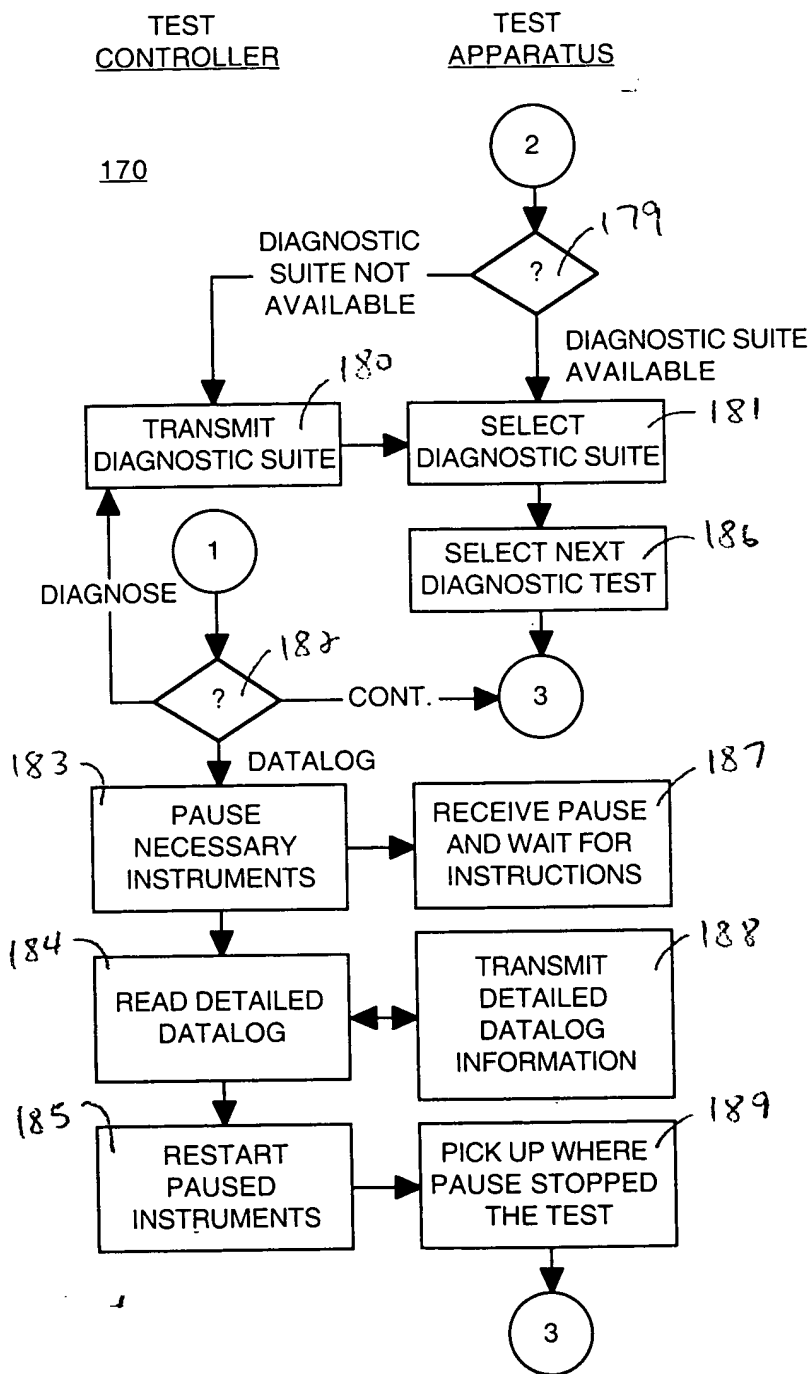 TEST
CONTROLLER
TEST
APPARATUS
170
2
?
179
DIAGNOSTIC
SUITE NOT
AVAILABLE
DIAGNOSTIC SUITE
AVAILABLE
180
TRANSMIT
DIAGNOSTIC SUITE
181
SELECT
DIAGNOSTIC SUITE
1
186
SELECT NEXT
DIAGNOSTIC TEST
DIAGNOSE
182
?
CONT.
3
DATALOG
183
PAUSE
NECESSARY
INSTRUMENTS
187
RECEIVE PAUSE
AND WAIT FOR
INSTRUCTIONS
184
READ DETAILED
DATALOG
188
TRANSMIT
DETAILED
DATALOG
INFORMATION
185
RESTART
PAUSED
INSTRUMENTS
189
PICK UP WHERE
PAUSE STOPPED
THE TEST
3